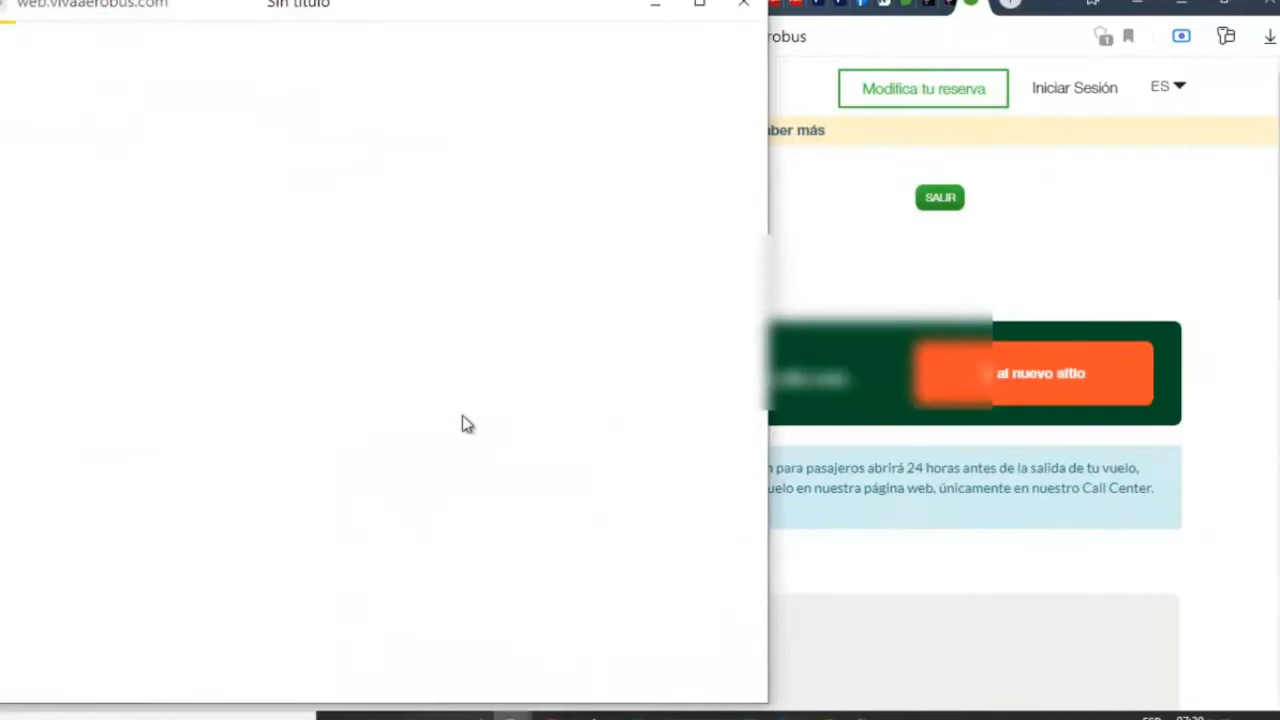 web.vivaaerobus.com
Sin título
robus
Modifica tu reserva
Iniciar Sesión
ES
aber más
SALIR
al nuevo sitio
n para pasajeros abrirá 24 horas antes de la salida de tu vuelo,
uelo en nuestra página web, únicamente en nuestro Call Center.